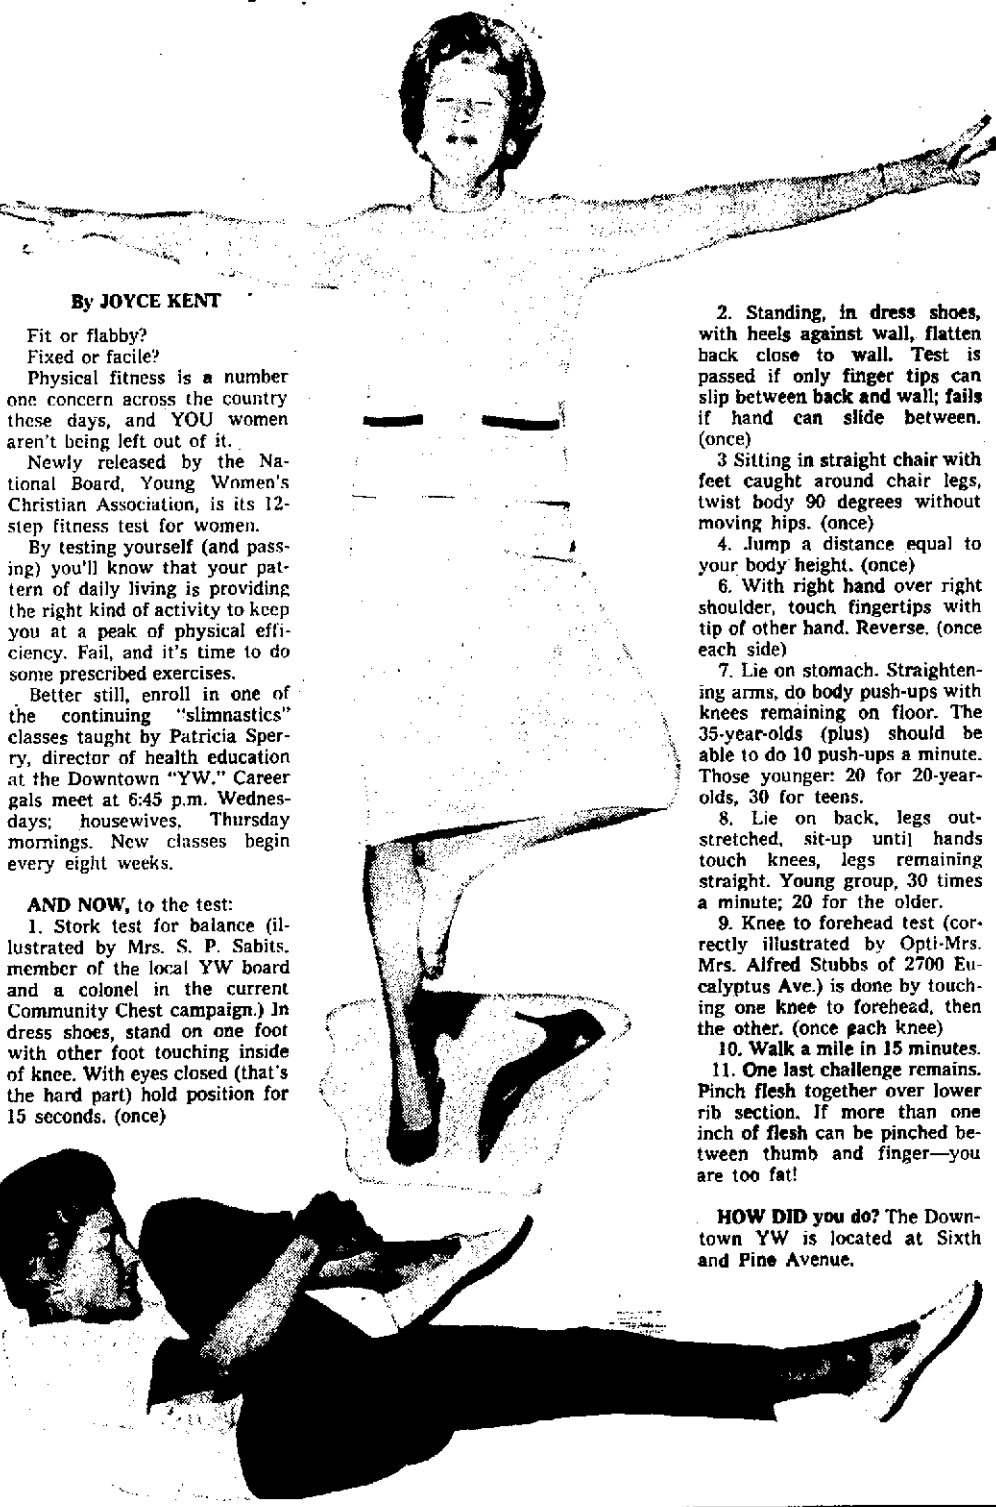 By JOYCE KENT
Fit or flabby?
Fixed or facile?
Physical fitness is a number
one concern across the country
these days, and YOU women
aren't being left out of it.
Newly released by the Na-
tional Board, Young Women's
Christian Association, is its 12-
step fitness test for women.
By testing yourself (and pass-
ing) you'll know that your pat-
tern of daily living is providing
the right kind of activity to keep
you at a peak of physical effi-
ciency. Fail, and it's time to do
some prescribed exercises.
Better still, enroll in one of
the continuing "slimnastics"
classes taught by Patricia Sper-
ry, director of health education
at the Downtown "YW." Career
gals meet at 6:45 p.m. Wednes-
days; housewives, Thursday
mornings. New classes begin
every eight weeks.
AND NOW, to the test:
1. Stork test for balance (il-
lustrated by Mrs. S. P. Sabits,
member of the local YW board
and a colonel in the current
Community Chest campaign.) In
dress shoes, stand on one foot
with other foot touching inside
of knee. With eyes closed (that's
the hard part) hold position for
15 seconds. (once)
2. Standing, in dress shoes,
with heels against wall, flatten
back close to wall. Test is
passed if only finger tips can
slip between back and wall; fails
if hand can slide between.
(once)
3 Sitting in straight chair with
feet caught around chair legs,
twist body 90 degrees without
moving hips. (once)
4. Jump a distance equal to
your body height. (once)
6. With right hand over right
shoulder, touch fingertips with
tip of other hand. Reverse. (once
each side)
7. Lie on stomach. Straighten-
ing arms, do body push-ups with
knees remaining on floor. The
35-year-olds (plus) should be
able to do 10 push-ups a minute.
Those younger: 20 for 20-year-
olds, 30 for teens.
8. Lie on back, legs out-
stretched, sit-up until hands
touch knees, legs remaining
straight. Young group, 30 times
a minute; 20 for the older.
9. Knee to forehead test (cor-
rectly illustrated by Opti-Mrs.
Mrs. Alfred Stubbs of 2700 Eu-
calyptus Ave.) is done by touch-
ing one knee to forehead, then
the other. (once each knee)
10. Walk a mile in 15 minutes.
11. One last challenge remains.
Pinch flesh together over lower
rib section. If more than one
inch of flesh can be pinched be-
tween thumb and finger—you
are too fat!
HOW DID you do? The Down-
town YW is located at Sixth
and Pine Avenue.